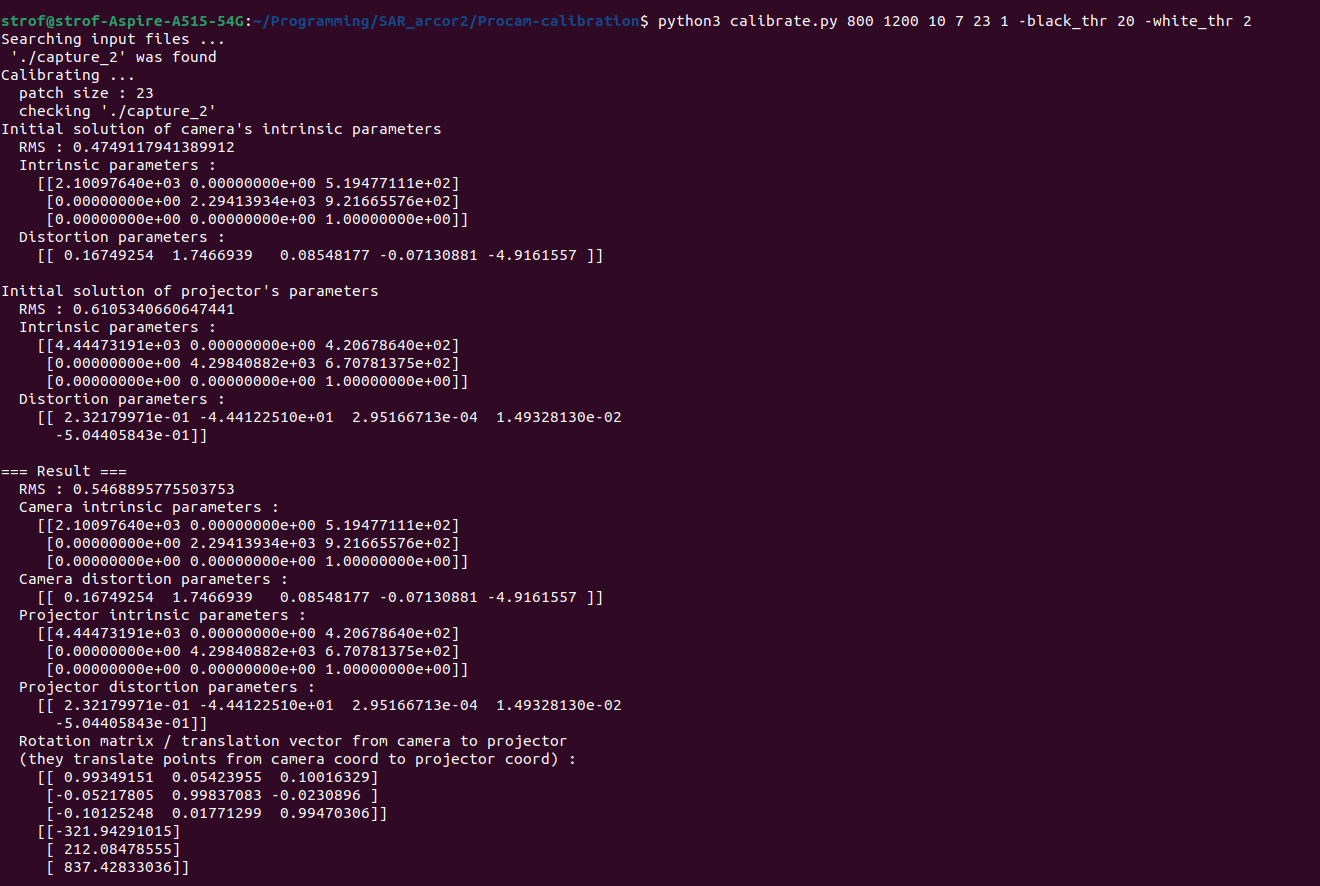 strof@strof-Aspire-A515-54G:~/Programming/SAR_arcor2/Procam-calibration$ python3 calibrate.py 800 1200 10 7 23 1 -black_thr 20 -white_thr 2
Searching input files ...
 './capture_2' was found
Calibrating ...
  patch size : 23
  checking './capture_2'
Initial solution of camera's intrinsic parameters
  RMS : 0.4749117941389912
  Intrinsic parameters :
    [[2.10097640e+03 0.00000000e+00 5.19477111e+02]
     [0.00000000e+00 2.29413934e+03 9.21665576e+02]
     [0.00000000e+00 0.00000000e+00 1.00000000e+00]]
  Distortion parameters :
    [[ 0.16749254  1.7466939   0.08548177 -0.07130881 -4.9161557 ]]

Initial solution of projector's parameters
  RMS : 0.6105340660647441
  Intrinsic parameters :
    [[4.44473191e+03 0.00000000e+00 4.20678640e+02]
     [0.00000000e+00 4.29840882e+03 6.70781375e+02]
     [0.00000000e+00 0.00000000e+00 1.00000000e+00]]
  Distortion parameters :
    [[ 2.32179971e-01 -4.44122510e+01  2.95166713e-04  1.49328130e-02
      -5.04405843e-01]]

=== Result ===
  RMS : 0.5468895775503753
  Camera intrinsic parameters :
    [[2.10097640e+03 0.00000000e+00 5.19477111e+02]
     [0.00000000e+00 2.29413934e+03 9.21665576e+02]
     [0.00000000e+00 0.00000000e+00 1.00000000e+00]]
  Camera distortion parameters :
    [[ 0.16749254  1.7466939   0.08548177 -0.07130881 -4.9161557 ]]
  Projector intrinsic parameters :
    [[4.44473191e+03 0.00000000e+00 4.20678640e+02]
     [0.00000000e+00 4.29840882e+03 6.70781375e+02]
     [0.00000000e+00 0.00000000e+00 1.00000000e+00]]
  Projector distortion parameters :
    [[ 2.32179971e-01 -4.44122510e+01  2.95166713e-04  1.49328130e-02
      -5.04405843e-01]]
  Rotation matrix / translation vector from camera to projector
  (they translate points from camera coord to projector coord) :
    [[ 0.99349151  0.05423955  0.10016329]
     [-0.05217805  0.99837083 -0.0230896 ]
     [-0.10125248  0.01771299  0.99470306]]
    [[-321.94291015]
     [ 212.08478555]
     [ 837.42833036]]